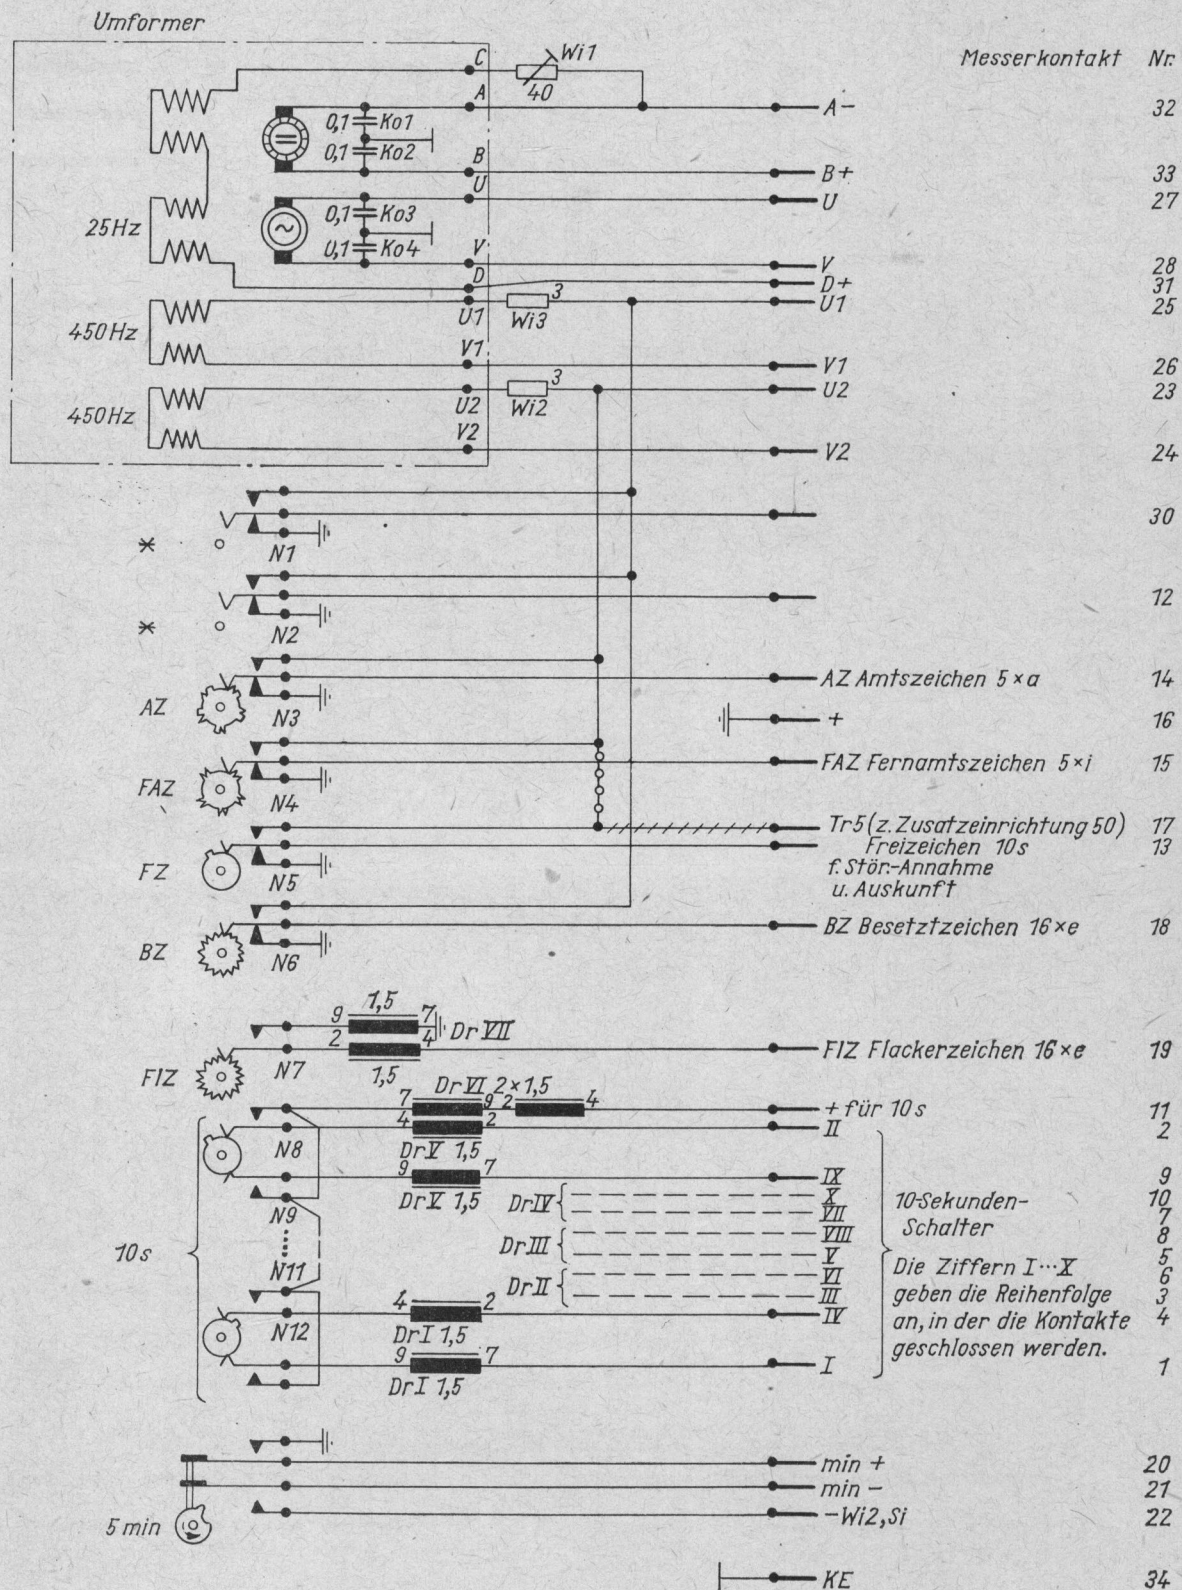 Umformer
Messerkontakt Nr.
C Wi1
40
A A- 32
0,1 Ko1
0,1 Ko2
B B+ 33
U U 27
25Hz
0,1 Ko3
0,1 Ko4
V V 28
D D+ 31
U1 3 U1 25
Wi3
450Hz
V1 V1 26
U2 3 U2 23
Wi2
450Hz
V2 V2 24
30
N1
12
N2
AZ Amtszeichen 5×a 14
AZ N3
+ 16
FAZ Fernamtszeichen 5×i 15
FAZ N4
Tr5 (z. Zusatzeinrichtung 50) 17
Freizeichen 10s 13
FZ N5
f. Stör.-Annahme
u. Auskunft
BZ Besetztzeichen 16×e 18
BZ N6
1,5
9 7 Dr VII
2 4 FlZ Flackerzeichen 16×e 19
FlZ N7 1,5
Dr VI 2×1,5
7 9 2 4 + für 10s 11
4 2 II 2
N8 Dr V 1,5
9 7 IX 9
Dr V 1,5
N9 Dr IV X 10
VII 7
10-Sekunden-
Schalter
Dr III VIII 8
10s
V 5
N11 Dr II VI 6
III 3
Die Ziffern I...X
geben die Reihenfolge
an, in der die Kontakte
geschlossen werden.
4 2 IV 4
N12 Dr I 1,5
9 7 I 1
Dr I 1,5
min + 20
min - 21
5 min -Wi2, Si 22
KE 34